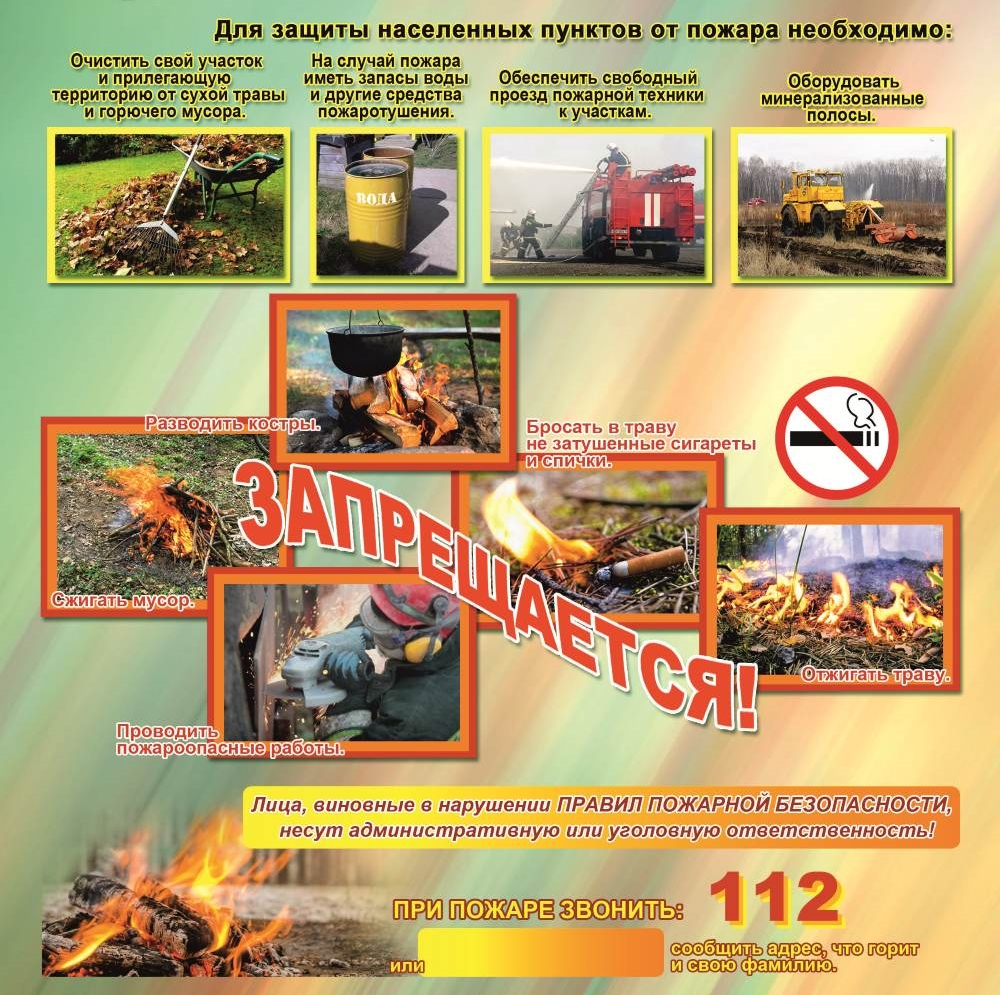 Для защиты населенных пунктов от пожара необходимо:
Очистить свой участок
и прилегающую
территорию от сухой травы
и горючего мусора.
На случай пожара
иметь запасы воды
и другие средства
пожаротушения.
Обеспечить свободный
проезд пожарной техники
к участкам.
Оборудовать
минерализованные
полосы.
ВОДА
Разводить костры.
Бросать в траву
не затушенные сигареты
и спички.
ЗАПРЕЩАЕТСЯ!
Сжигать мусор.
Отжигать траву.
Проводить
пожароопасные работы.
Лица, виновные в нарушении ПРАВИЛ ПОЖАРНОЙ БЕЗОПАСНОСТИ,
несут административную или уголовную ответственность!
ПРИ ПОЖАРЕ ЗВОНИТЬ: 112
или
сообщить адрес, что горит
и свою фамилию.